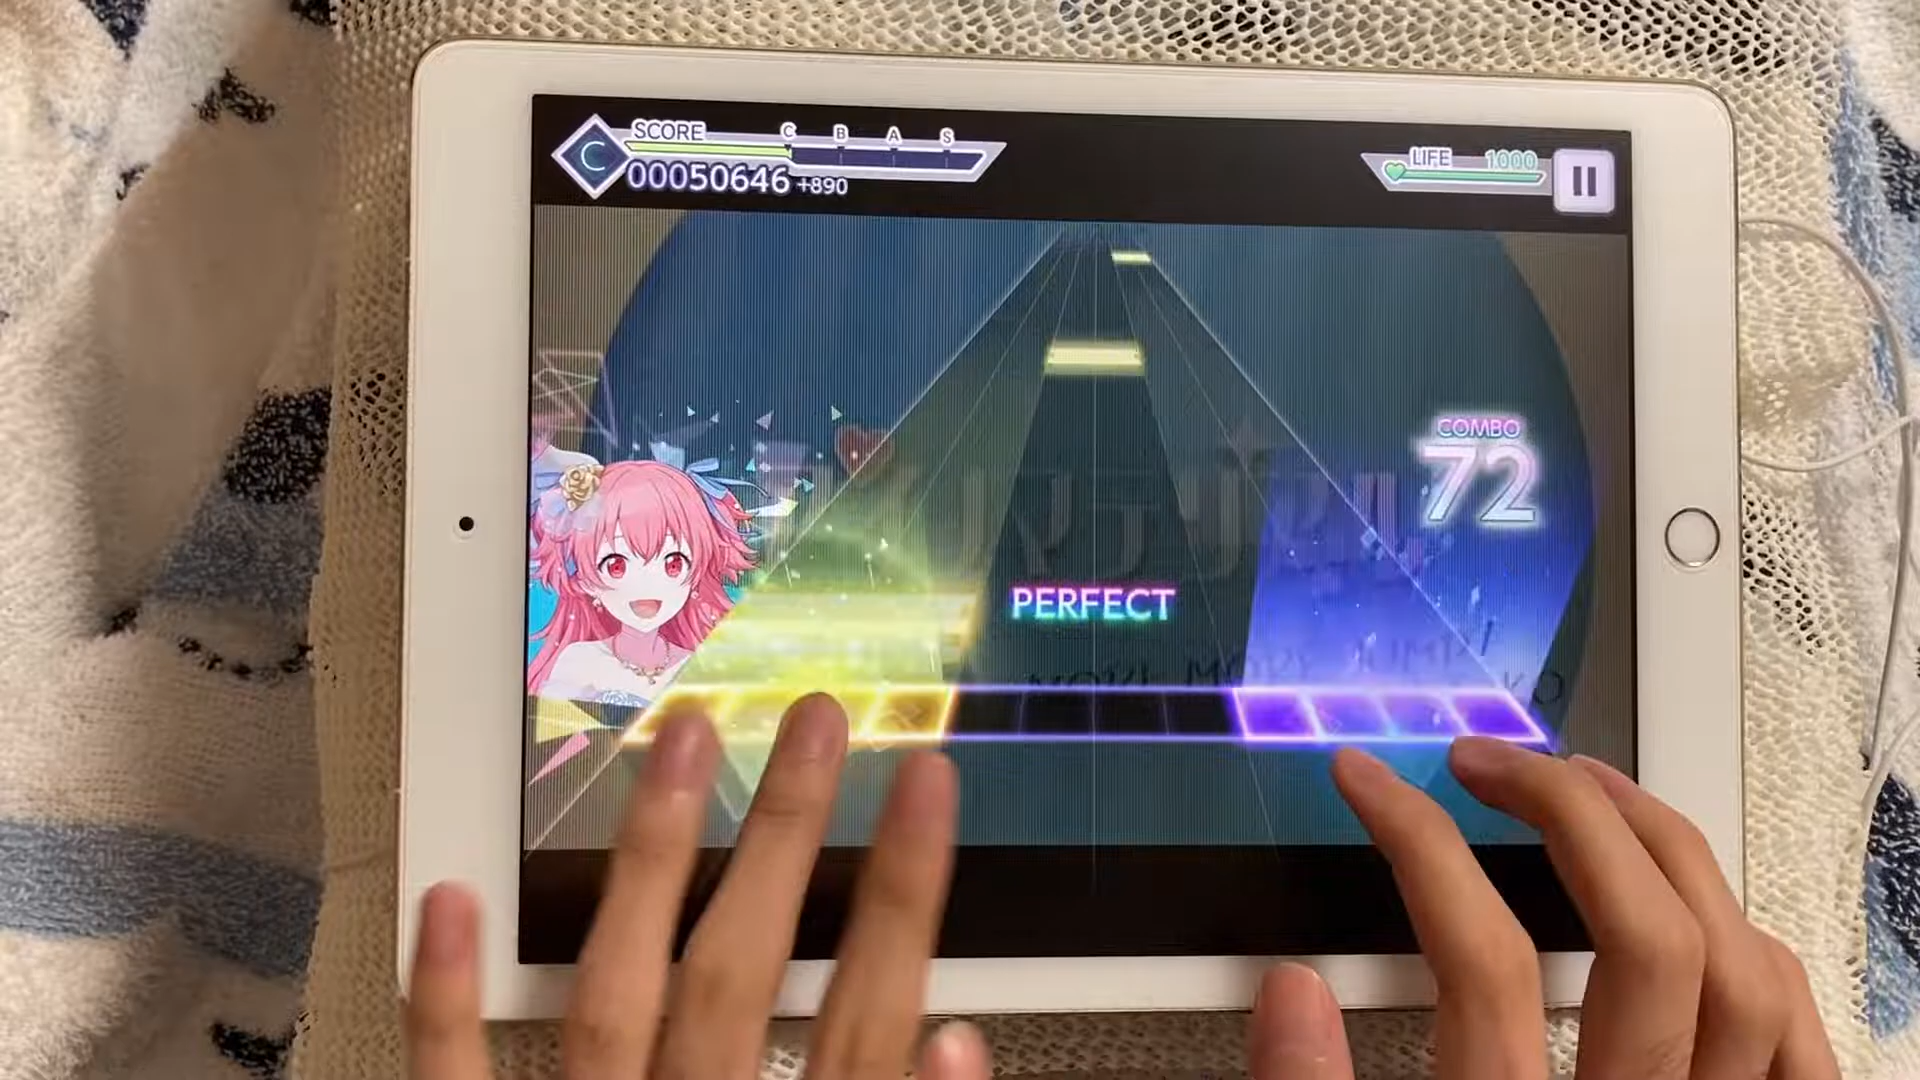 SCORE
C B A S
C
00050646 +890
LIFE 1000
COMBO
72
PERFECT